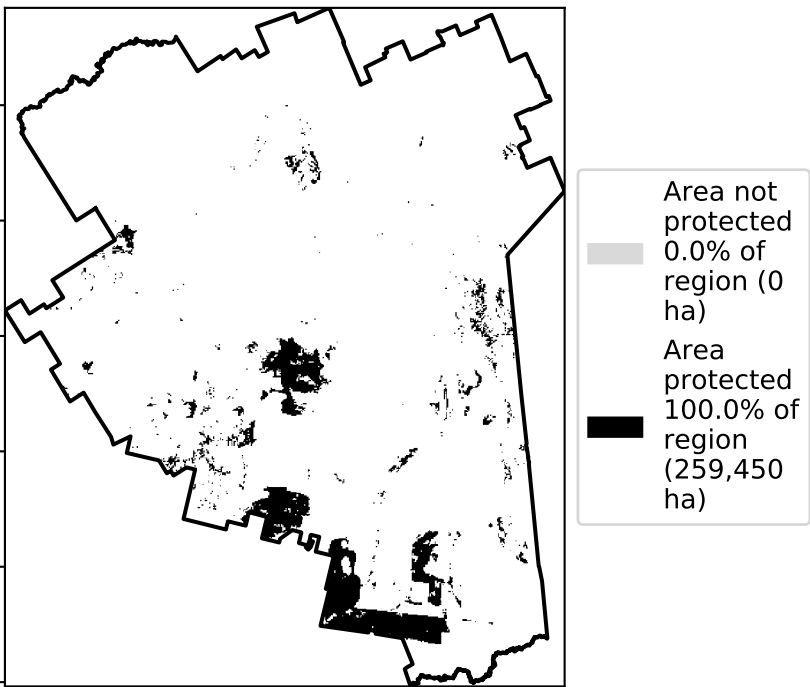 Area not
protected
0.0% of
region (0
ha)
Area
protected
100.0% of
region
(259,450
ha)